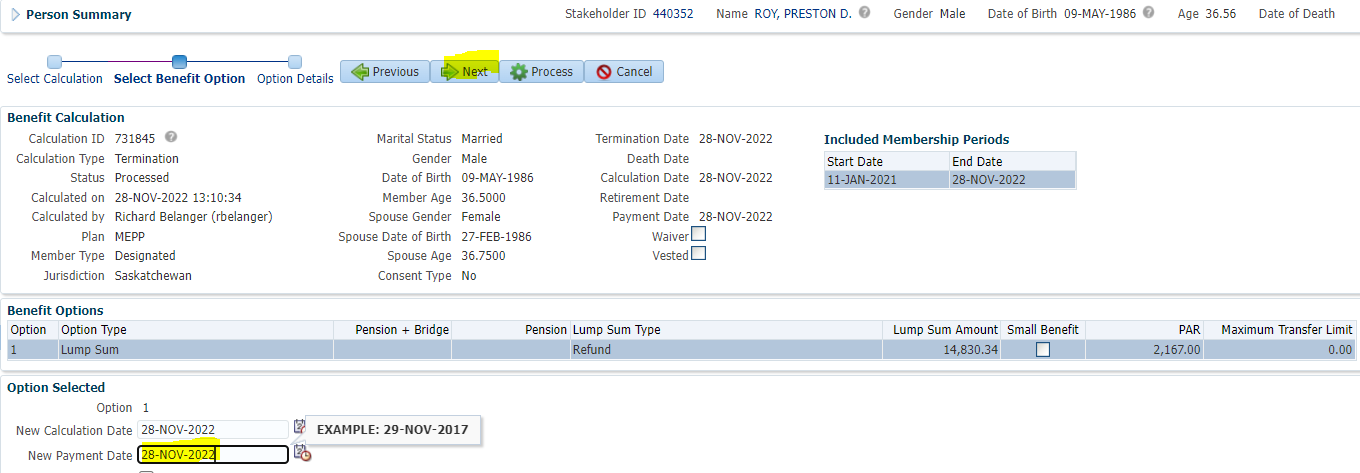 Person Summary Stakeholder ID 440352 Name ROY, PRESTON D. Gender Male Date of Birth 09-MAY-1986 Age 36.56 Date of Death
Select Calculation Select Benefit Option Option Details Previous Next Process Cancel
Benefit Calculation
Calculation ID 731845 Marital Status Married Termination Date 28-NOV-2022 Included Membership Periods
Calculation Type Termination Gender Male Death Date Start Date End Date
Status Processed Date of Birth 09-MAY-1986 Calculation Date 28-NOV-2022 11-JAN-2021 28-NOV-2022
Calculated on 28-NOV-2022 13:10:34 Member Age 36.5000 Retirement Date
Calculated by Richard Belanger (rbelanger) Spouse Gender Female Payment Date 28-NOV-2022
Plan MEPP Spouse Date of Birth 27-FEB-1986 Waiver
Member Type Designated Spouse Age 36.7500 Vested
Jurisdiction Saskatchewan Consent Type No
Benefit Options
Option Option Type Pension + Bridge Pension Lump Sum Type Lump Sum Amount Small Benefit PAR Maximum Transfer Limit
1 Lump Sum Refund 14,830.34 2,167.00 0.00
Option Selected
Option 1
New Calculation Date 28-NOV-2022 EXAMPLE: 29-NOV-2017
New Payment Date 28-NOV-2022